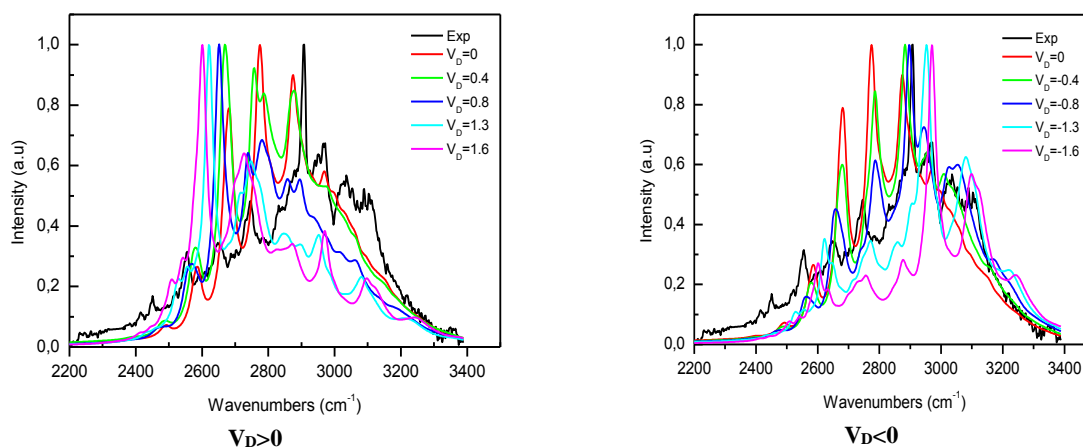 Exp
V_D=0
V_D=0.4
V_D=0.8
V_D=1.3
V_D=1.6
1,0
0,8
0,6
0,4
0,2
0,0
Intensity (a.u)
2200 2400 2600 2800 3000 3200 3400
Wavenumbers (cm⁻¹)
V_D>0
Exp
V_D=0
V_D=-0.4
V_D=-0.8
V_D=-1.3
V_D=-1.6
1,0
0,8
0,6
0,4
0,2
0,0
Intensity (a.u)
2200 2400 2600 2800 3000 3200 3400
Wavenumbers (cm⁻¹)
V_D<0